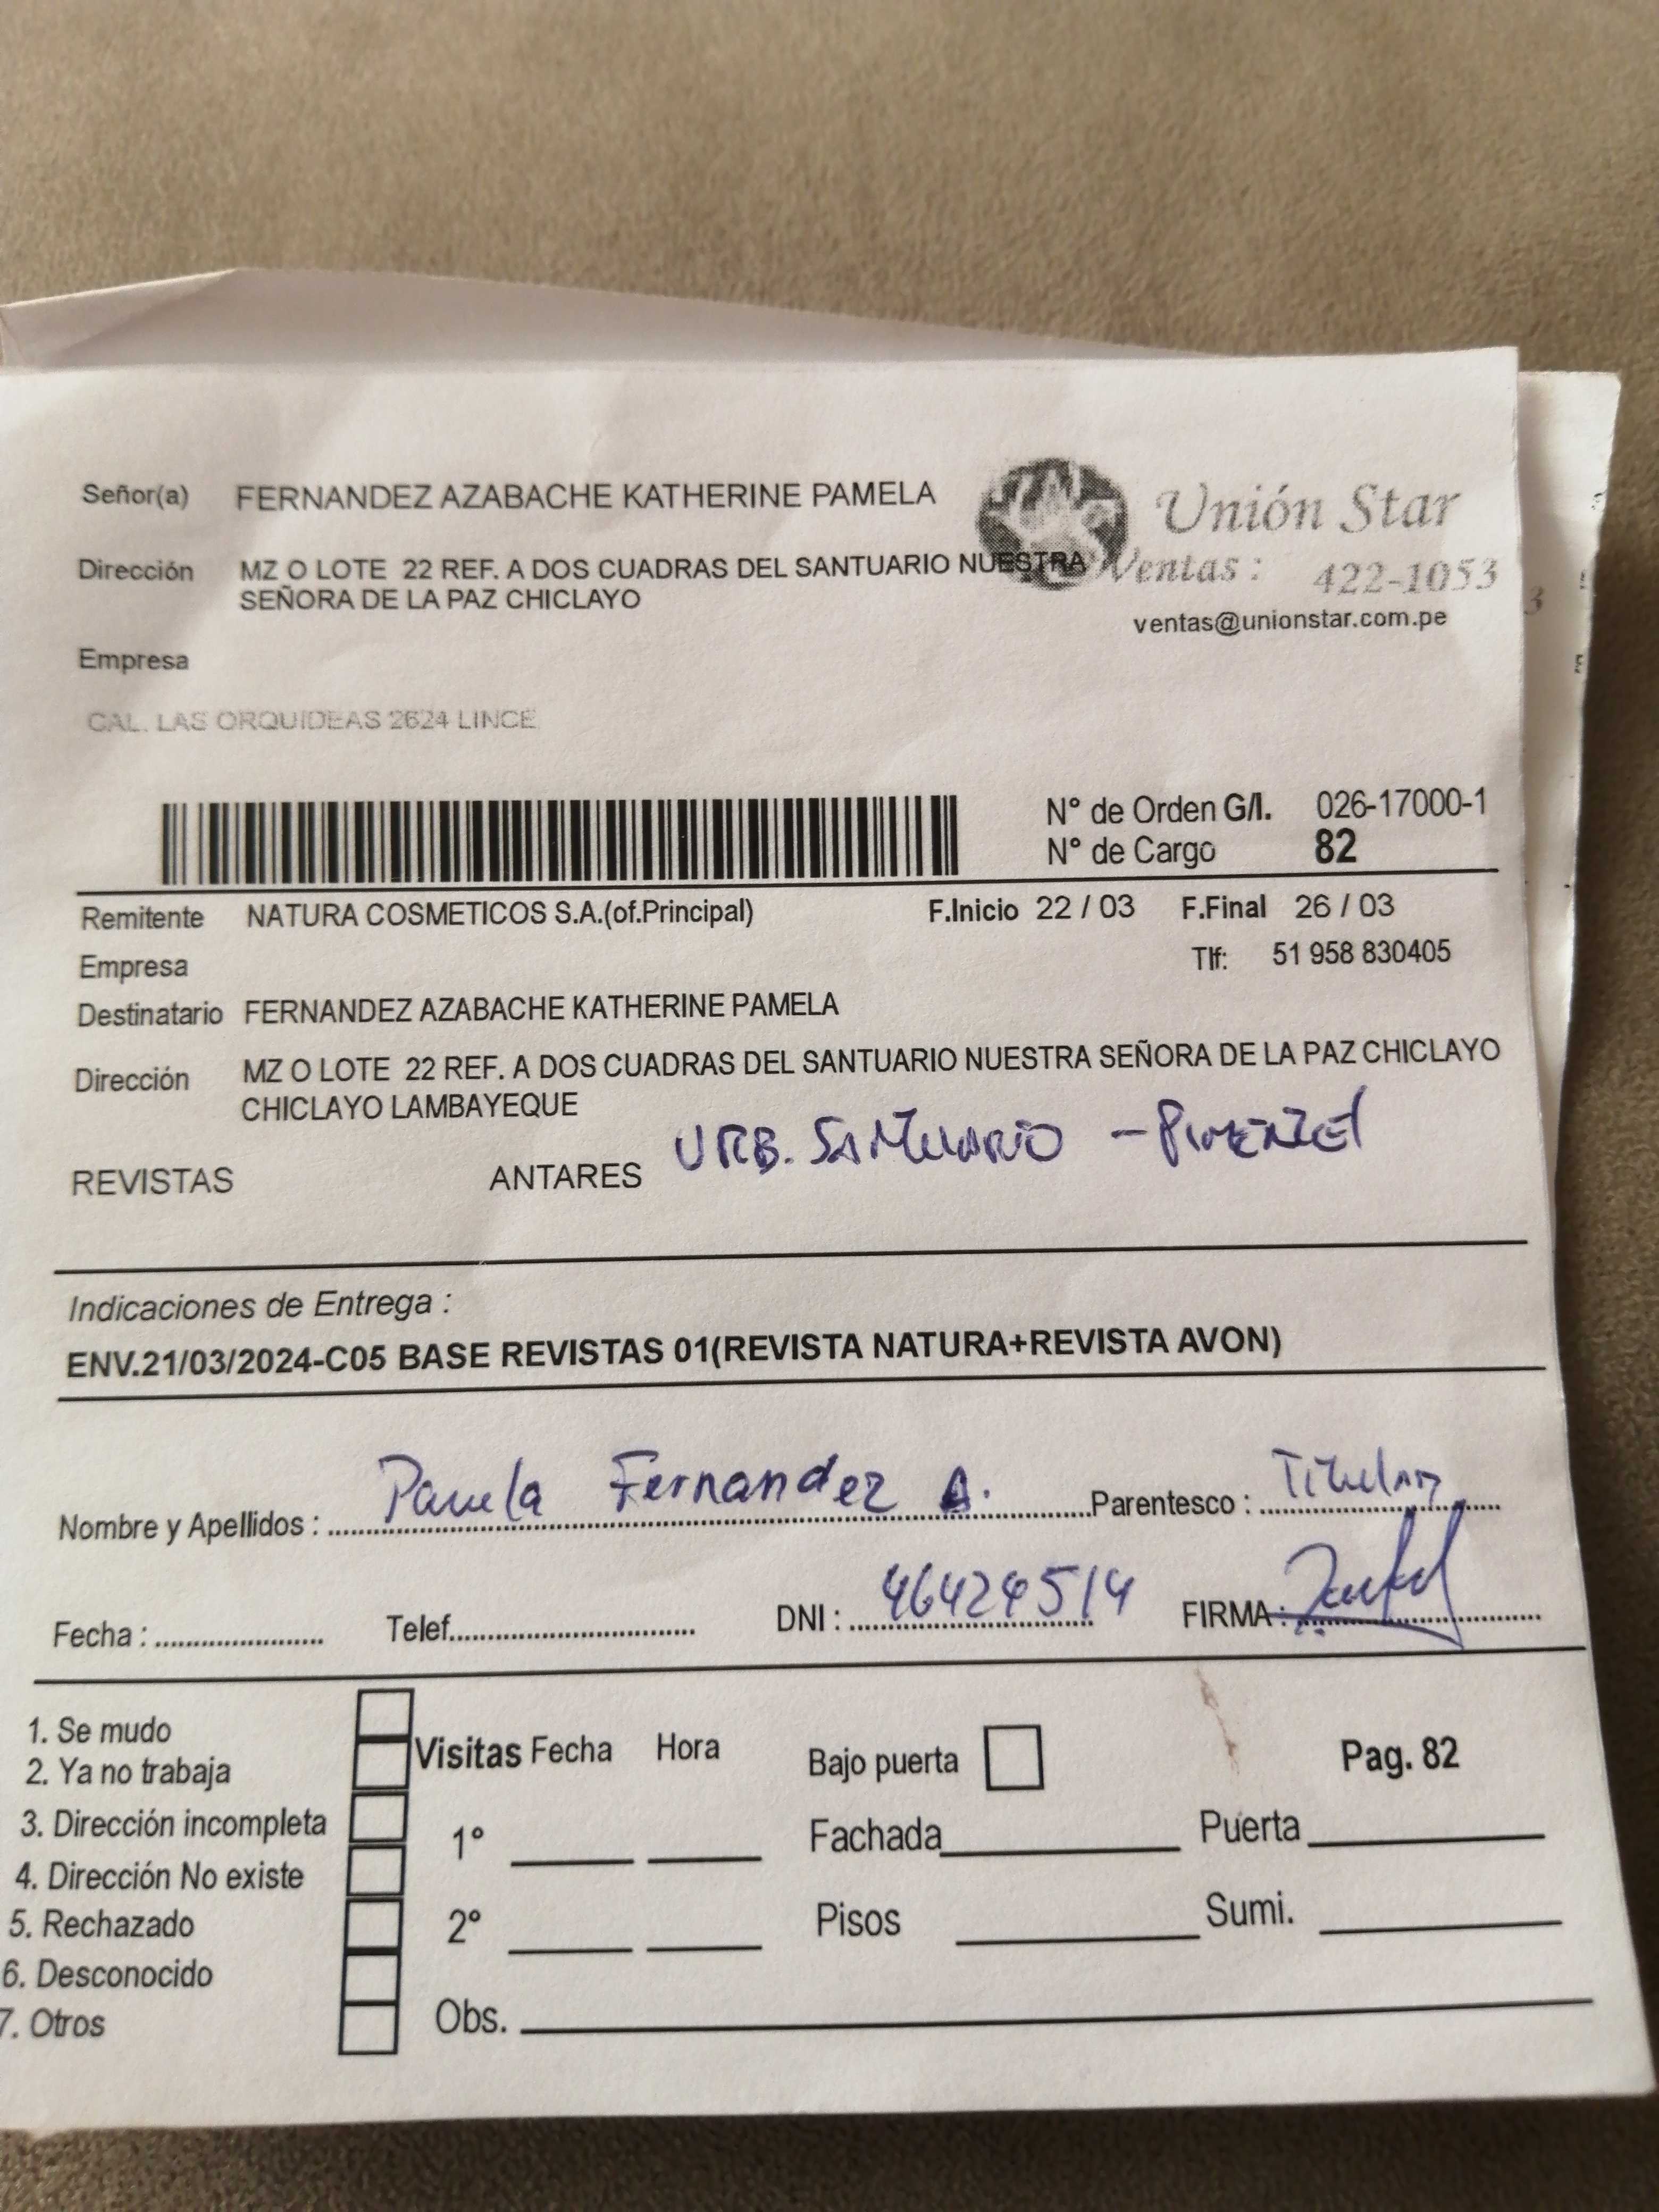 Señor(a) FERNANDEZ AZABACHE KATHERINE PAMELA
Unión Star
Dirección MZ O LOTE 22 REF. A DOS CUADRAS DEL SANTUARIO NUESTRA
SEÑORA DE LA PAZ CHICLAYO
Ventas : 422-1053
ventas@unionstar.com.pe
Empresa
CAL. LAS ORQUIDEAS 2624 LINCE
N° de Orden G/I. 026-17000-1
N° de Cargo 82
Remitente NATURA COSMETICOS S.A.(of.Principal) F.Inicio 22 / 03 F.Final 26 / 03
Empresa Tlf: 51 958 830405
Destinatario FERNANDEZ AZABACHE KATHERINE PAMELA
Dirección MZ O LOTE 22 REF. A DOS CUADRAS DEL SANTUARIO NUESTRA SEÑORA DE LA PAZ CHICLAYO
CHICLAYO LAMBAYEQUE
URB. SANTUARIO - PIMENTEL
REVISTAS ANTARES
Indicaciones de Entrega :
ENV.21/03/2024-C05 BASE REVISTAS 01(REVISTA NATURA+REVISTA AVON)
Nombre y Apellidos : Pamela Fernandez A. Parentesco : Titular
Fecha : Telef. DNI : 46424514 FIRMA :
1. Se mudo
2. Ya no trabaja
3. Dirección incompleta
4. Dirección No existe
5. Rechazado
6. Desconocido
7. Otros
Visitas Fecha Hora
1°
2°
Obs.
Bajo puerta
Pag. 82
Fachada Puerta
Pisos Sumi.